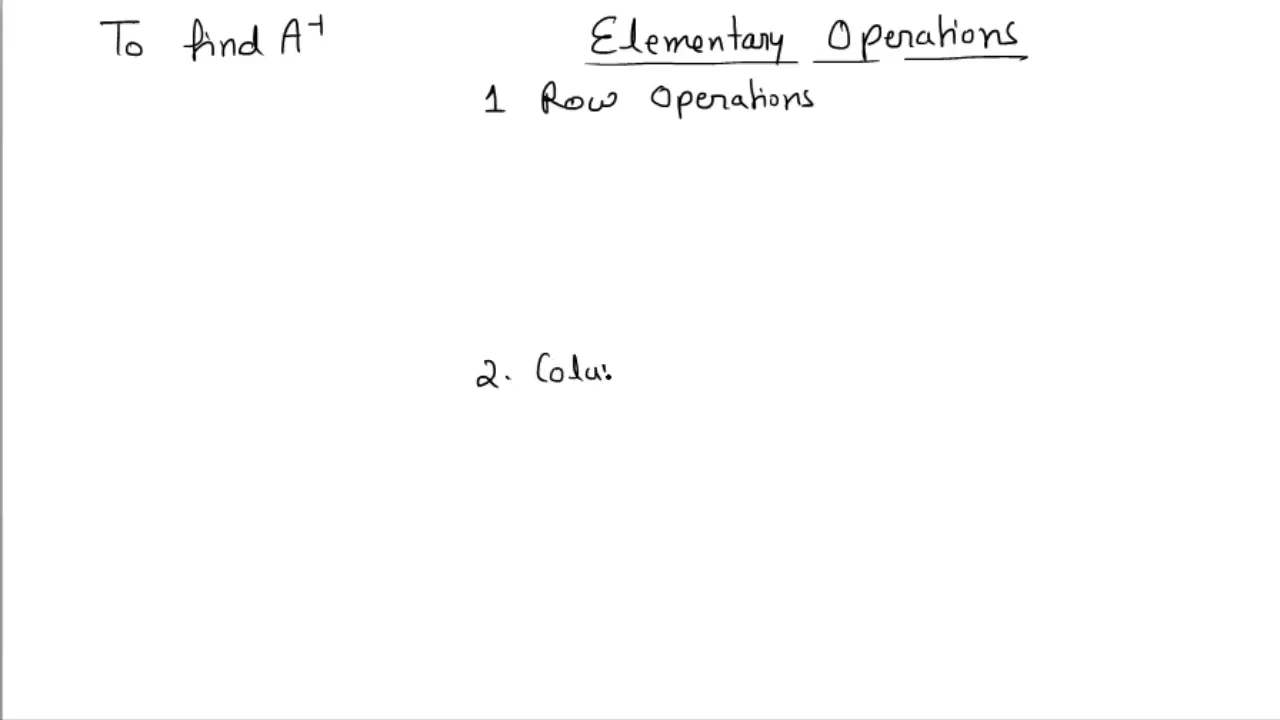 To find A⁻¹
Elementary Operations
1 Row Operations
2. Colu